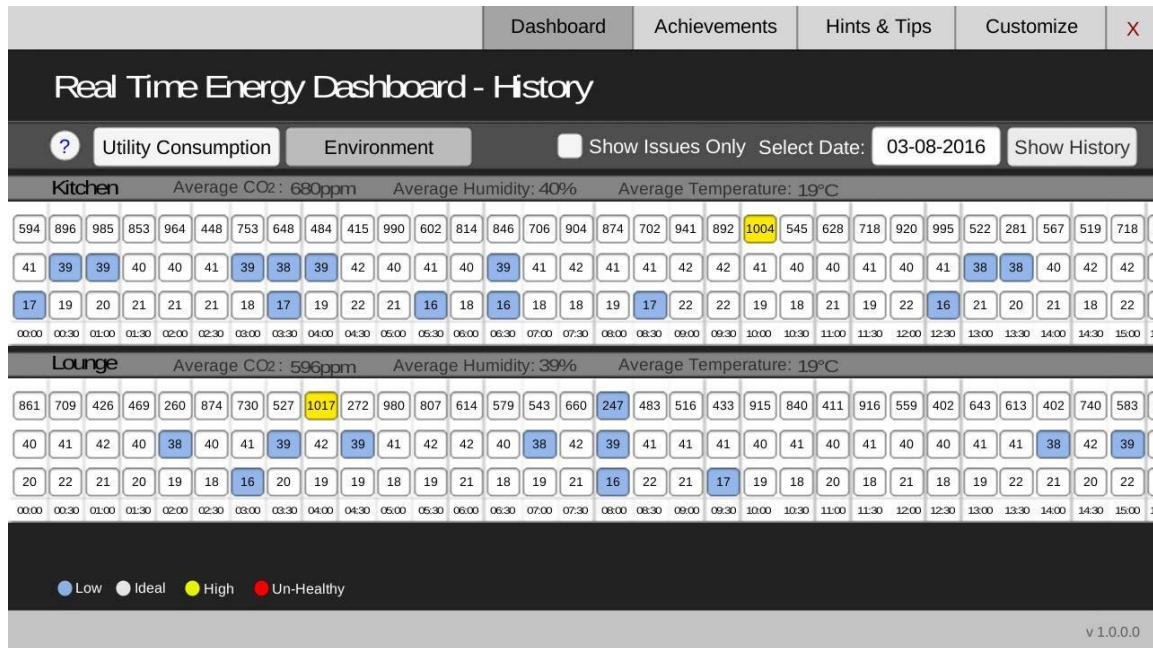 Dashboard Achievements Hints & Tips Customize X
Real Time Energy Dashboard - History
? Utility Consumption Environment Show Issues Only Select Date: 03-08-2016 Show History
Kitchen Average CO2: 680ppm Average Humidity: 40% Average Temperature: 19°C
594 896 985 853 964 448 753 648 484 415 990 602 814 846 706 904 874 702 941 892 1004 545 628 718 920 995 522 281 567 519 718
41 39 39 40 40 41 39 38 39 42 40 41 40 39 41 42 41 41 42 42 41 40 40 41 40 41 38 38 40 42 42
17 19 20 21 21 21 18 17 19 22 21 16 18 16 18 18 19 17 22 22 19 18 21 19 22 16 21 20 21 18 22
00:00 00:30 01:00 01:30 02:00 02:30 03:00 03:30 04:00 04:30 05:00 05:30 06:00 06:30 07:00 07:30 08:00 08:30 09:00 09:30 10:00 10:30 11:00 11:30 12:00 12:30 13:00 13:30 14:00 14:30 15:00
Lounge Average CO2: 596ppm Average Humidity: 39% Average Temperature: 19°C
861 709 426 469 260 874 730 527 1017 272 980 807 614 579 543 660 247 483 516 433 915 840 411 916 559 402 643 613 402 740 583
40 41 42 40 38 40 41 39 42 39 41 42 42 40 38 42 39 41 41 41 40 41 40 41 40 40 41 41 38 42 39
20 22 21 20 19 18 16 20 19 19 18 19 21 18 19 21 16 22 21 17 19 18 20 18 21 18 19 22 21 20 22
00:00 00:30 01:00 01:30 02:00 02:30 03:00 03:30 04:00 04:30 05:00 05:30 06:00 06:30 07:00 07:30 08:00 08:30 09:00 09:30 10:00 10:30 11:00 11:30 12:00 12:30 13:00 13:30 14:00 14:30 15:00
Low Ideal High Un-Healthy
v 1.0.0.0